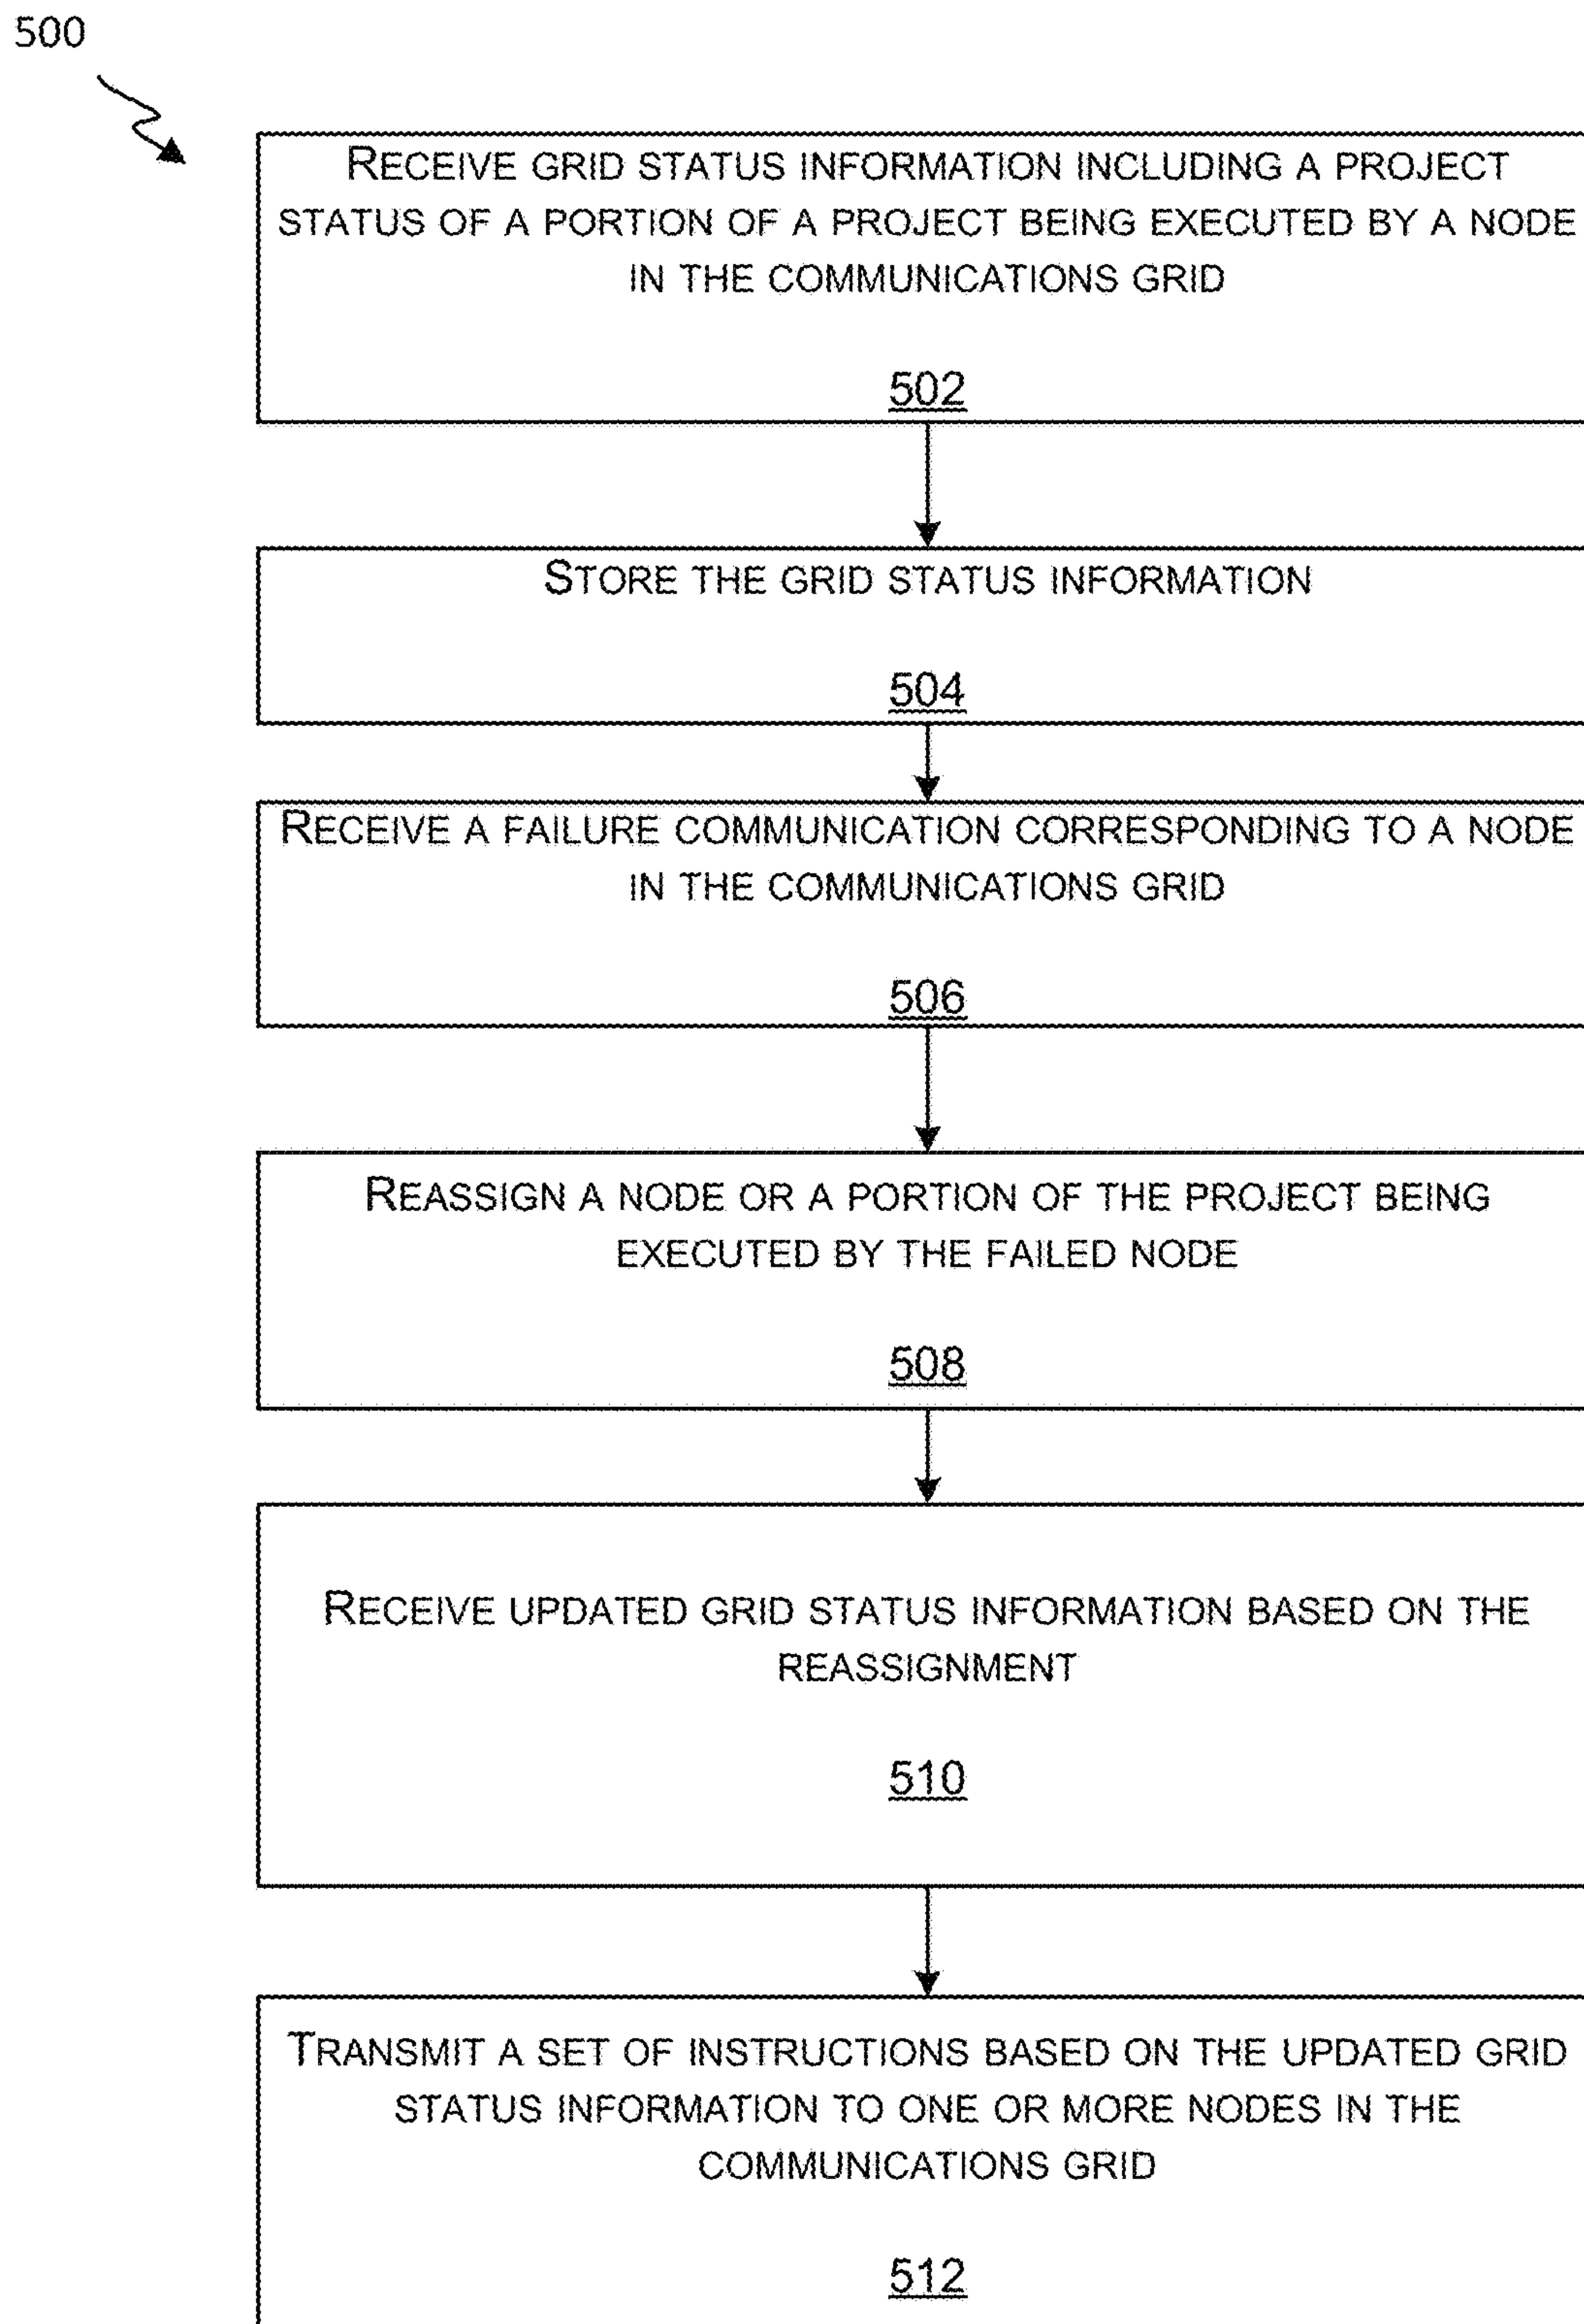 500
RECEIVE GRID STATUS INFORMATION INCLUDING A PROJECT
STATUS OF A PORTION OF A PROJECT BEING EXECUTED BY A NODE
IN THE COMMUNICATIONS GRID
502
STORE THE GRID STATUS INFORMATION
504
RECEIVE A FAILURE COMMUNICATION CORRESPONDING TO A NODE
IN THE COMMUNICATIONS GRID
506
REASSIGN A NODE OR A PORTION OF THE PROJECT BEING
EXECUTED BY THE FAILED NODE
508
RECEIVE UPDATED GRID STATUS INFORMATION BASED ON THE
REASSIGNMENT
510
TRANSMIT A SET OF INSTRUCTIONS BASED ON THE UPDATED GRID
STATUS INFORMATION TO ONE OR MORE NODES IN THE
COMMUNICATIONS GRID
512